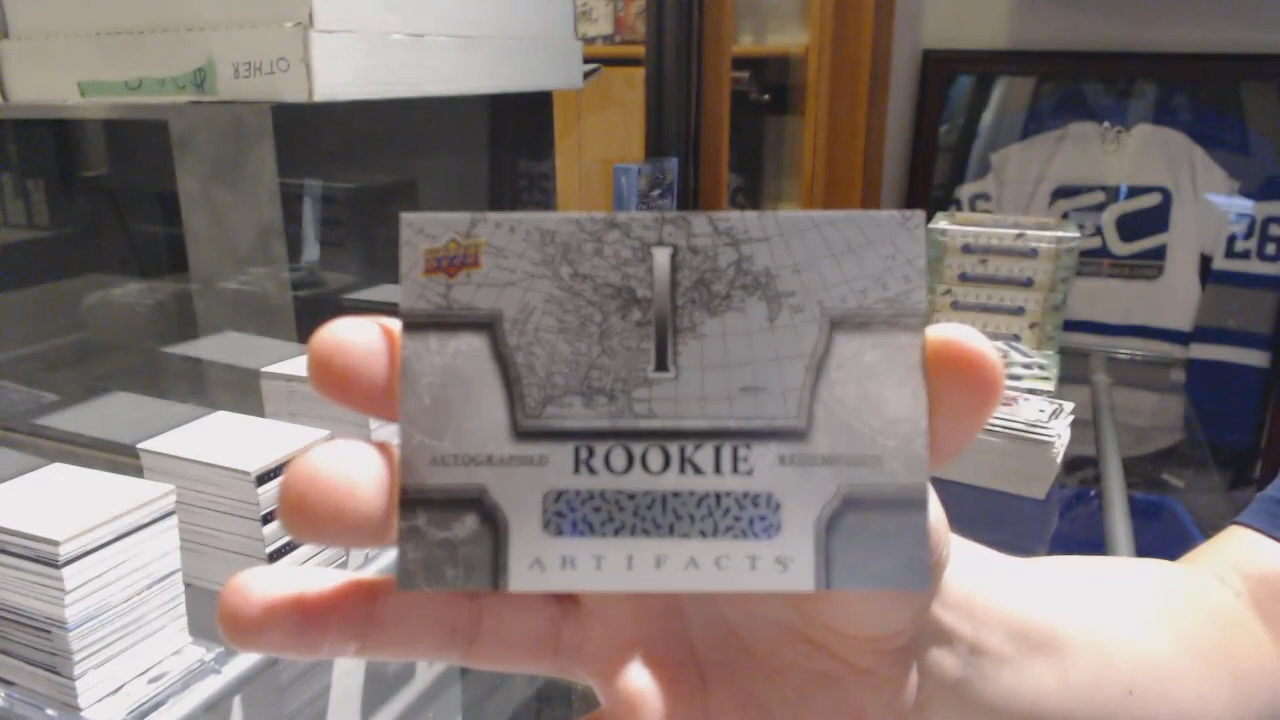 OTHER
UPPER DECK
I
AUTOGRAPHED ROOKIE REDEMPTION
ARTIFACTS
26